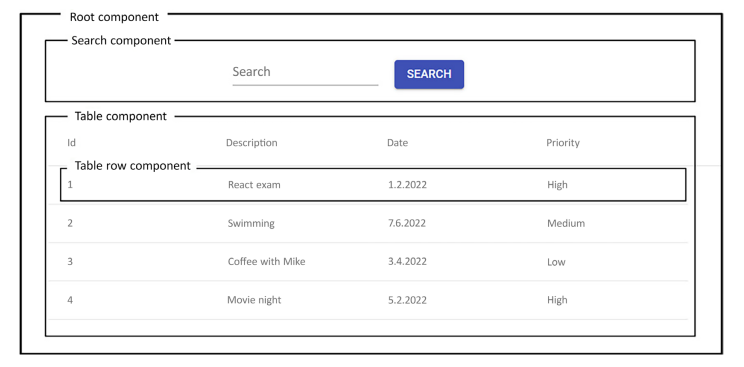 Root component
Search component
Search SEARCH
Table component
Id Description Date Priority
Table row component
1 React exam 1.2.2022 High
2 Swimming 7.6.2022 Medium
3 Coffee with Mike 3.4.2022 Low
4 Movie night 5.2.2022 High